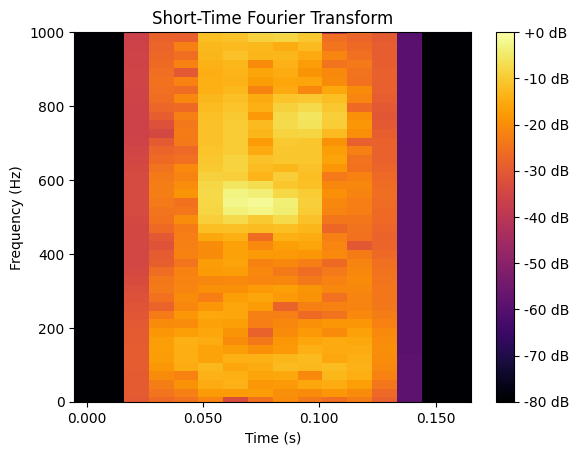 Short-Time Fourier Transform
1000
800
600
400
200
0
Frequency (Hz)
0.000
0.050
0.100
0.150
Time (s)
+0 dB
-10 dB
-20 dB
-30 dB
-40 dB
-50 dB
-60 dB
-70 dB
-80 dB